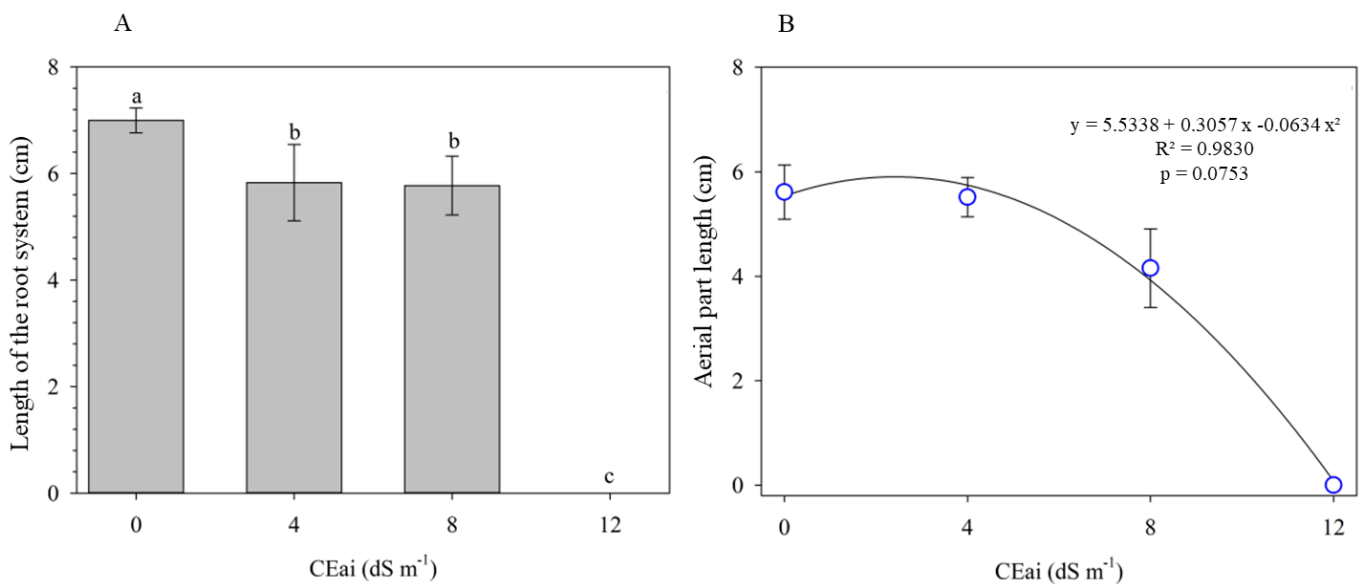 A
B
Length of the root system (cm)
8
6
4
2
0
a
b
b
c
0 4 8 12
CEai (dS m⁻¹)
Aerial part length (cm)
8
6
4
2
0
y = 5.5338 + 0.3057 x -0.0634 x²
R² = 0.9830
p = 0.0753
0 4 8 12
CEai (dS m⁻¹)